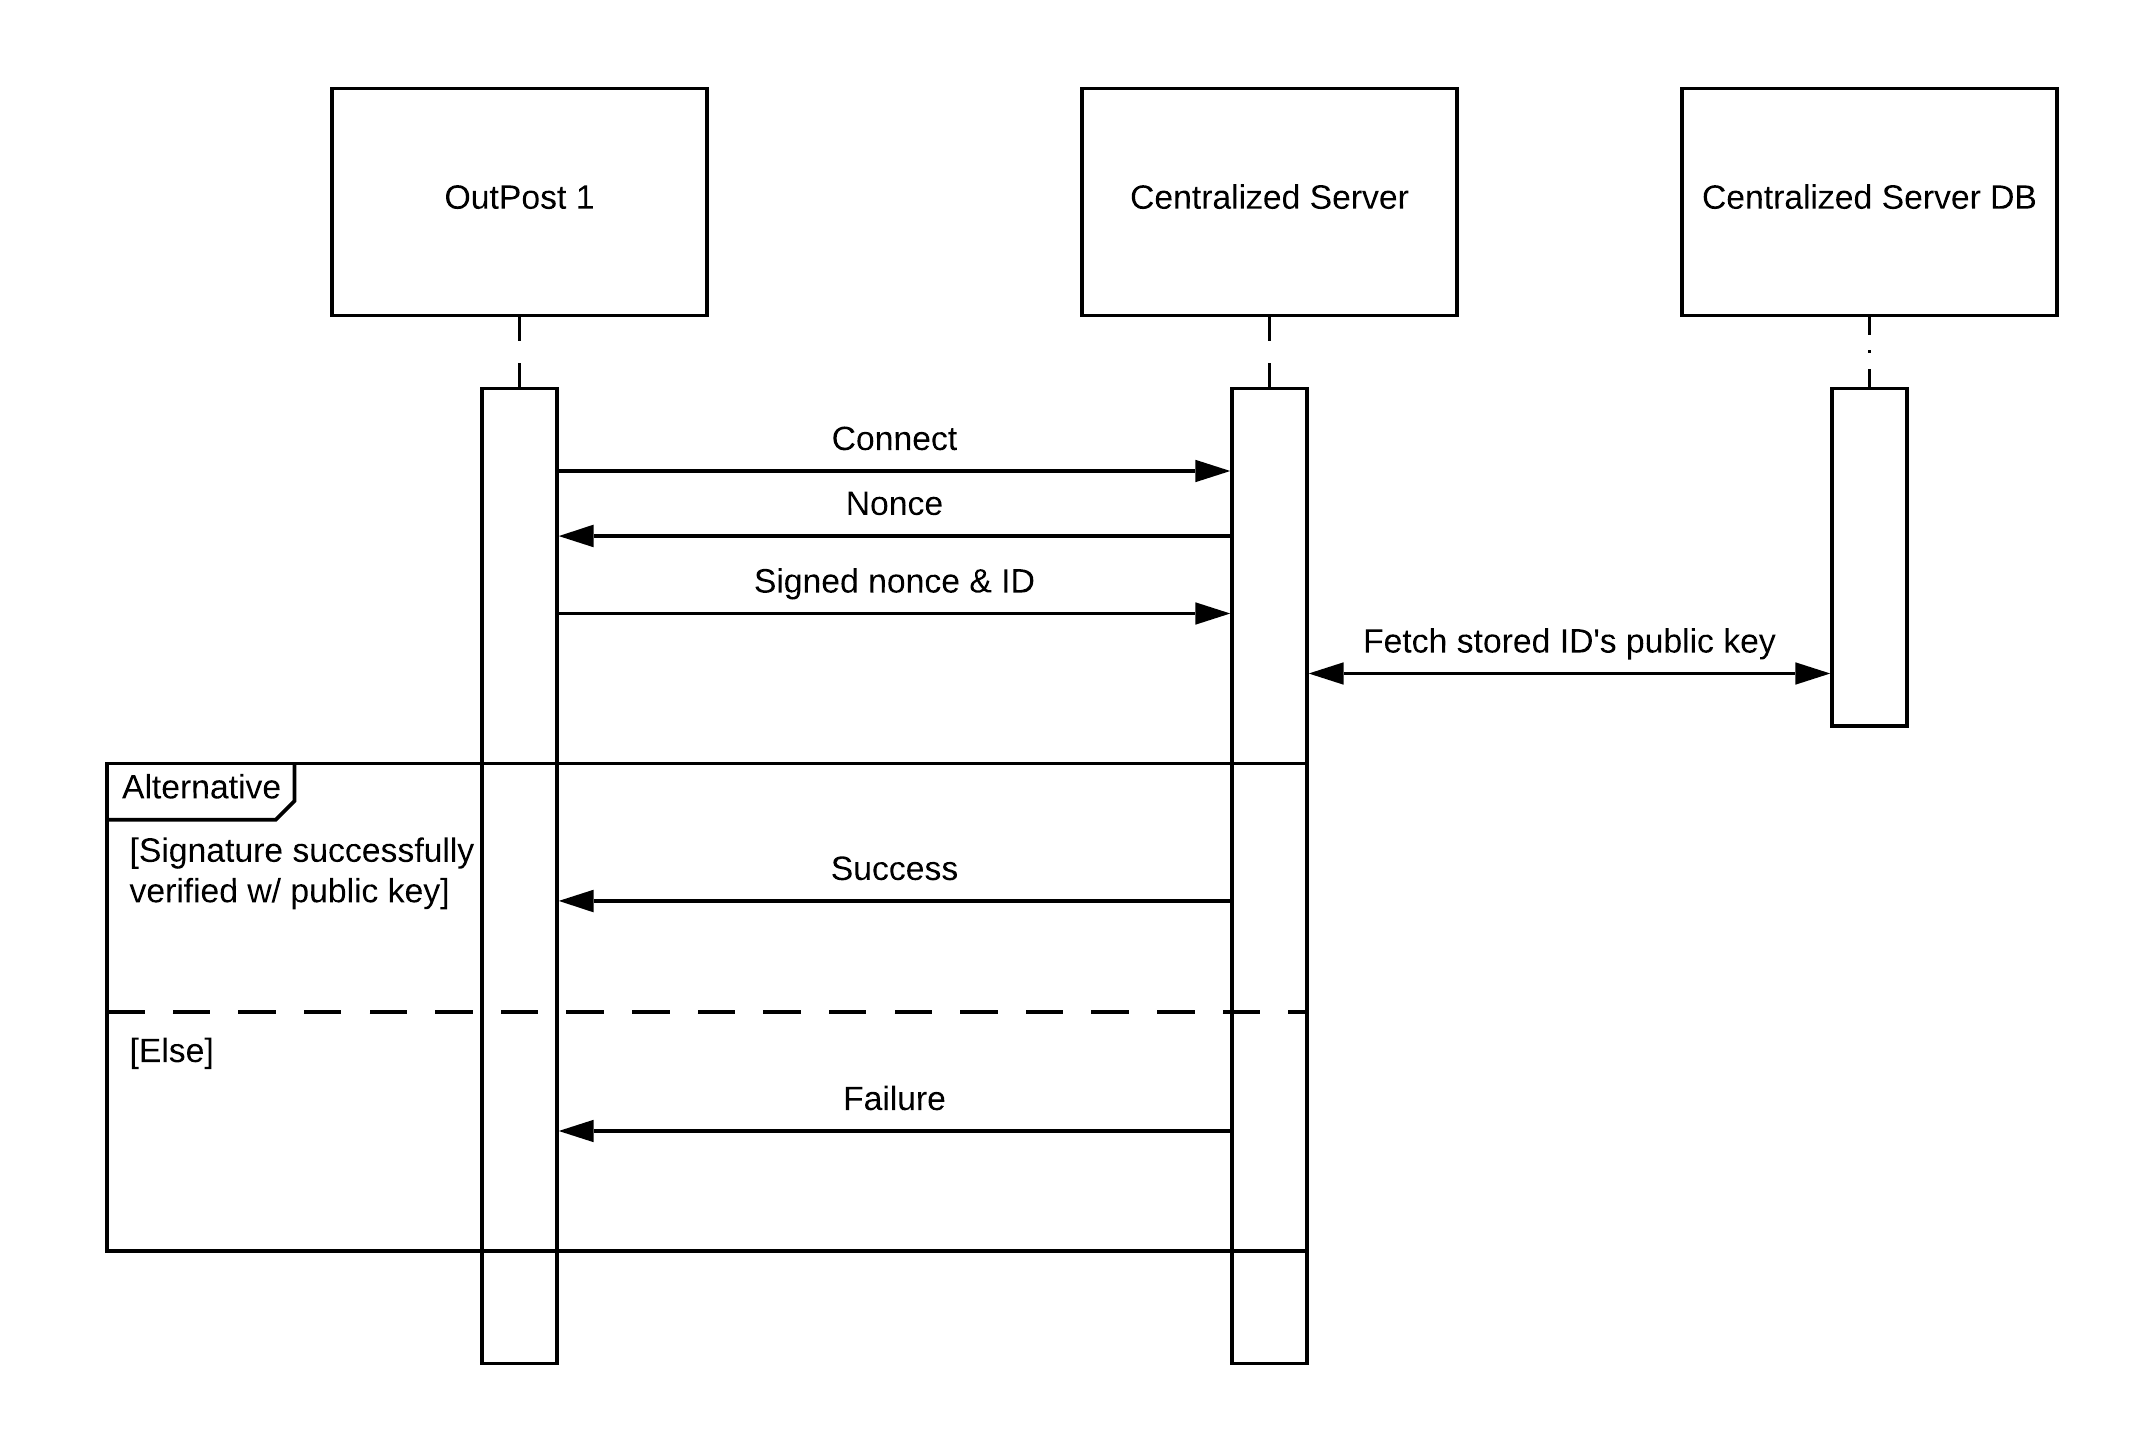 OutPost 1
Centralized Server
Centralized Server DB
Connect
Nonce
Signed nonce & ID
Fetch stored ID's public key
Alternative
[Signature successfully
verified w/ public key]
Success
[Else]
Failure